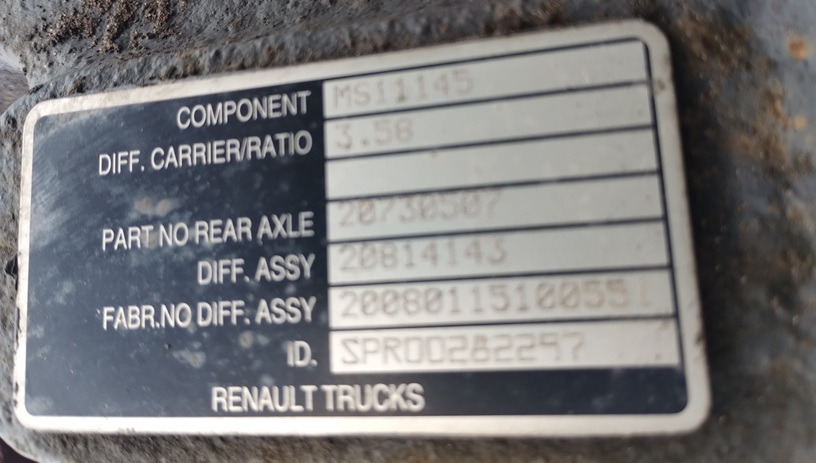 COMPONENT MS11145
DIFF. CARRIER/RATIO 3.58
PART NO REAR AXLE 20730507
DIFF. ASSY 20814143
FABR.NO DIFF. ASSY 20080115100551
ID. SPR00282297
RENAULT TRUCKS